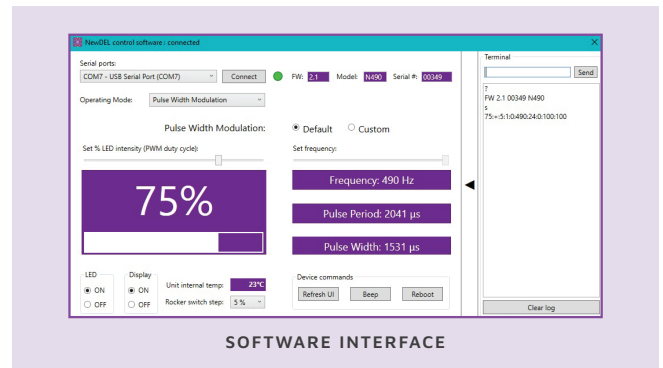 NewDEL control software: connected
Serial ports:
COM7 - USB Serial Port (COM7)
Connect
FW: 2.1 Model: N490 Serial #: 00349
Operating Mode: Pulse Width Modulation
Pulse Width Modulation:
Default Custom
Set % LED intensity (PWM duty cycle):
Set frequency:
75%
Frequency: 490 Hz
Pulse Period: 2041 µs
Pulse Width: 1531 µs
LED
ON
OFF
Display
ON
OFF
Unit internal temp: 23°C
Rocker switch step: 5 %
Device commands
Refresh UI Beep Reboot
Terminal
Send
?
FW 2.1 00349 N490
s
75:+:5:1:0:490:24:0:100:100
Clear log
SOFTWARE INTERFACE